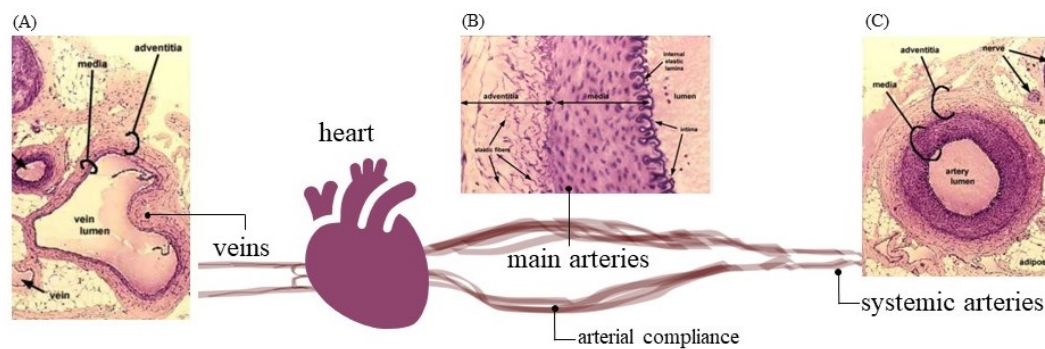 (A)
adventitia
media
vein
lumen
vein
veins
heart
(B)
internal
elastic
lamina
adventitia
media
lumen
elastic fibers
intima
main arteries
arterial compliance
(C)
nerve
adventitia
media
artery
lumen
systemic arteries